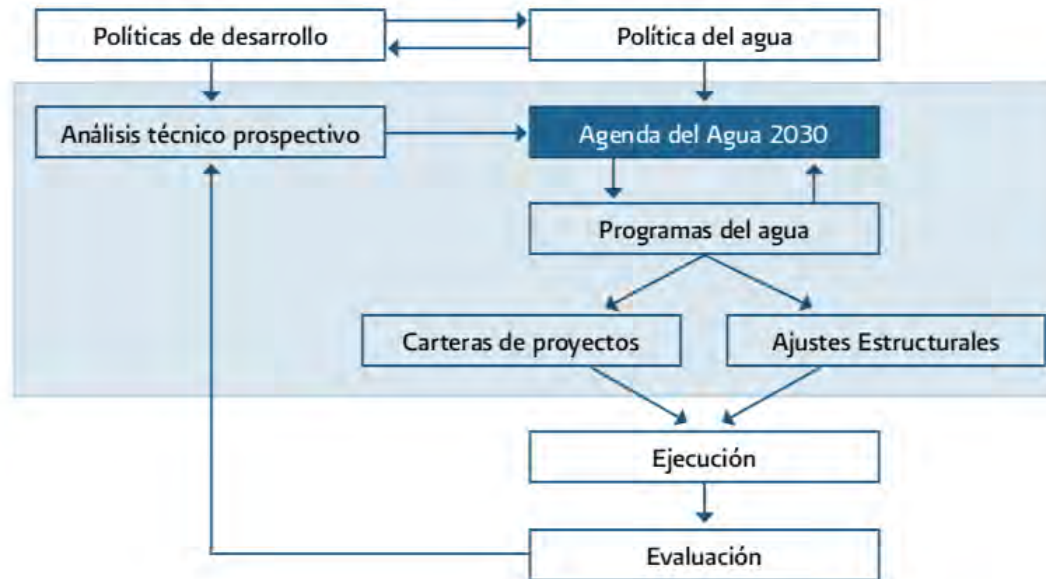 Políticas de desarrollo
Política del agua
Análisis técnico prospectivo
Agenda del Agua 2030
Programas del agua
Carteras de proyectos
Ajustes Estructurales
Ejecución
Evaluación